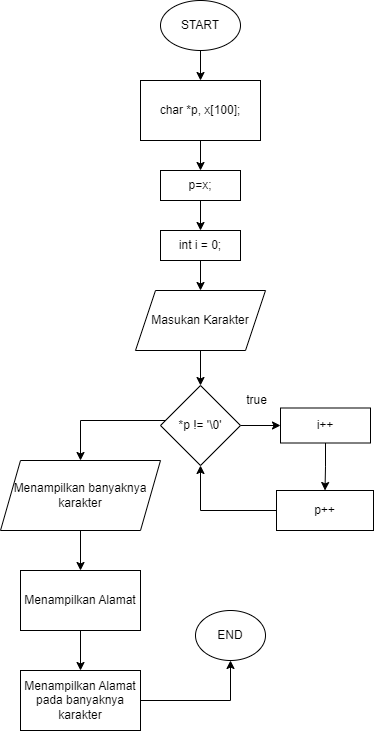 START
char *p, x[100];
p=x;
int i = 0;
Masukan Karakter
*p != '\0'
true
i++
p++
Menampilkan banyaknya
karakter
Menampilkan Alamat
Menampilkan Alamat
pada banyaknya
karakter
END